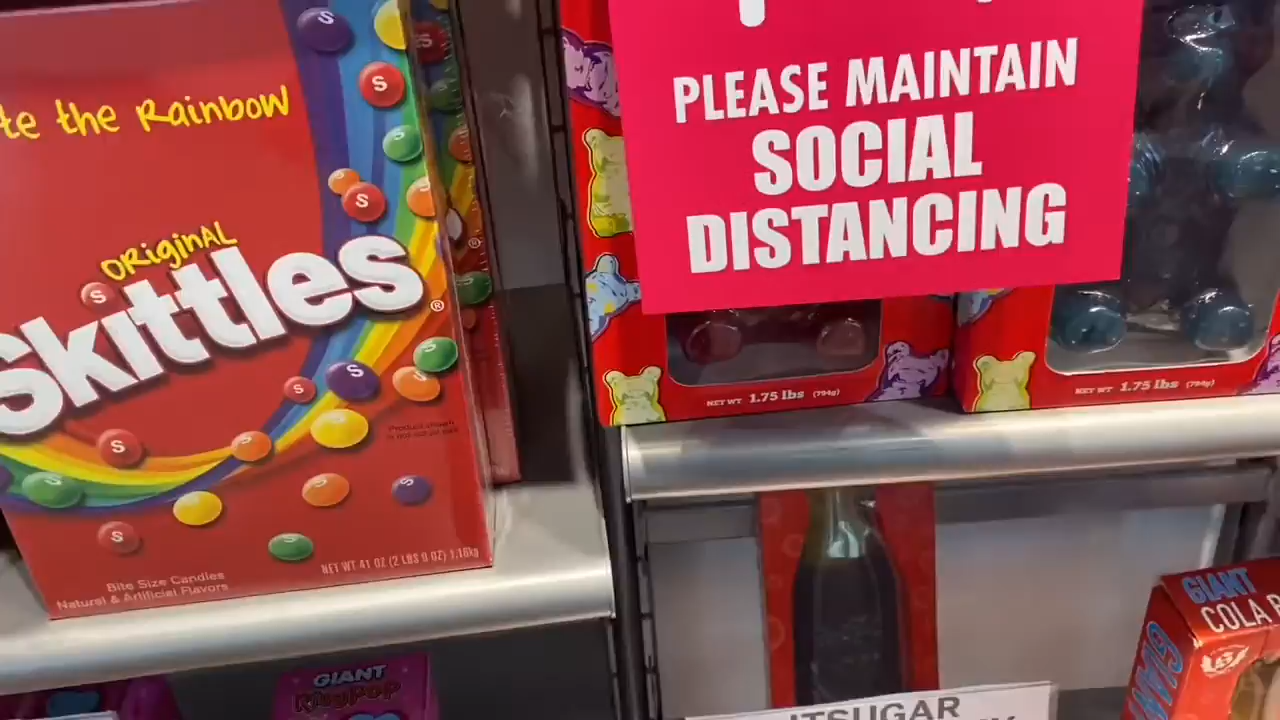 te the Rainbow
ORiginAL
Skittles
®
Bite Size Candies
Natural & Artificial Flavors
NET WT 41 OZ (2 LBS 9 OZ) 1.16kg
PLEASE MAINTAIN
SOCIAL
DISTANCING
NET WT 1.75 lbs (794g)
NET WT 1.75 lbs (794g)
GIANT
RingPOP
GIANT
COLA
GIANT
ITSUGAR